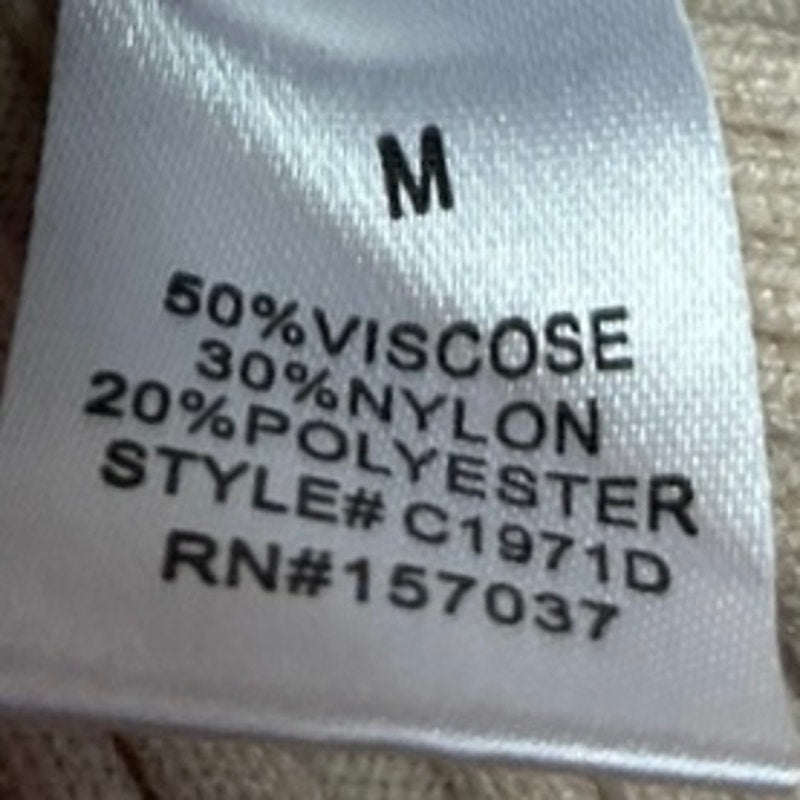 M
50%VISCOSE
30%NYLON
20%POLYESTER
STYLE# C1971D
RN#157037